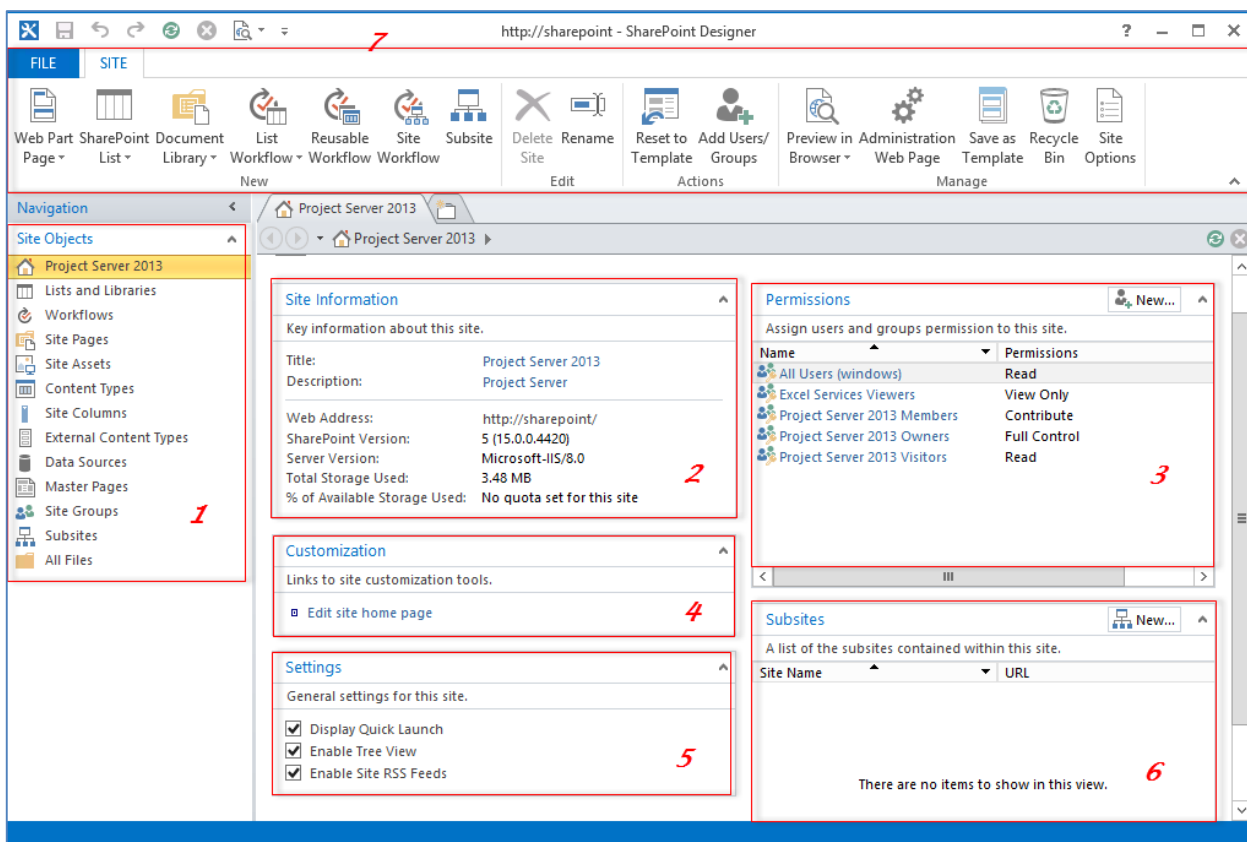 http://sharepoint - SharePoint Designer
7
FILE SITE
Web Part Page
SharePoint List
Document Library
List Workflow
Reusable Workflow
Site Workflow
Subsite
Delete Site
Rename
Reset to Template
Add Users/ Groups
Preview in Browser
Administration Web Page
Save as Template
Recycle Bin
Site Options
New Edit Actions Manage
Navigation
Site Objects
Project Server 2013
Lists and Libraries
Workflows
Site Pages
Site Assets
Content Types
Site Columns
External Content Types
Data Sources
Master Pages
Site Groups
Subsites
All Files
1
Project Server 2013
Project Server 2013
Site Information
Key information about this site.
Title: Project Server 2013
Description: Project Server
Web Address: http://sharepoint/
SharePoint Version: 5 (15.0.0.4420)
Server Version: Microsoft-IIS/8.0
Total Storage Used: 3.48 MB
% of Available Storage Used: No quota set for this site
2
Customization
Links to site customization tools.
Edit site home page
4
Settings
General settings for this site.
Display Quick Launch
Enable Tree View
Enable Site RSS Feeds
5
Permissions New...
Assign users and groups permission to this site.
Name Permissions
All Users (windows) Read
Excel Services Viewers View Only
Project Server 2013 Members Contribute
Project Server 2013 Owners Full Control
Project Server 2013 Visitors Read
3
Subsites New...
A list of the subsites contained within this site.
Site Name URL
There are no items to show in this view.
6